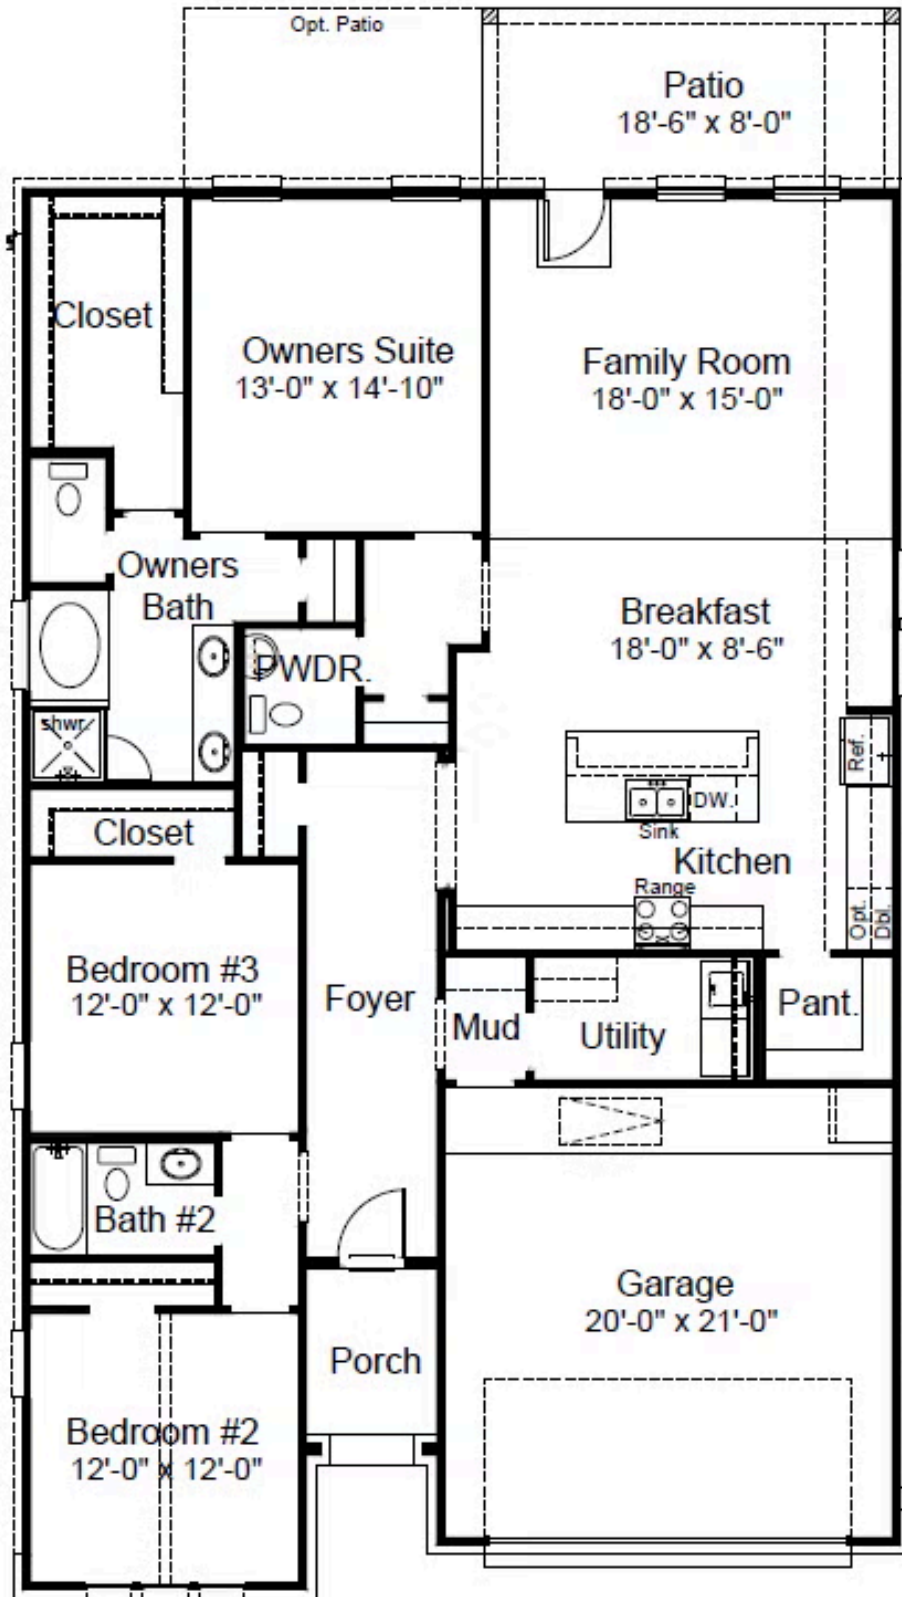 Opt. Patio
Patio
18'-6" x 8'-0"
Closet
Owners Suite
13'-0" x 14'-10"
Family Room
18'-0" x 15'-0"
Owners
Bath
Breakfast
18'-0" x 8'-6"
PWDR.
shwr.
Ref.
DW.
Sink
Closet
Kitchen
Range
Opt.
Dbl.
Bedroom #3
12'-0" x 12'-0"
Foyer
Mud
Utility
Pant.
Bath #2
Garage
20'-0" x 21'-0"
Porch
Bedroom #2
12'-0" x 12'-0"